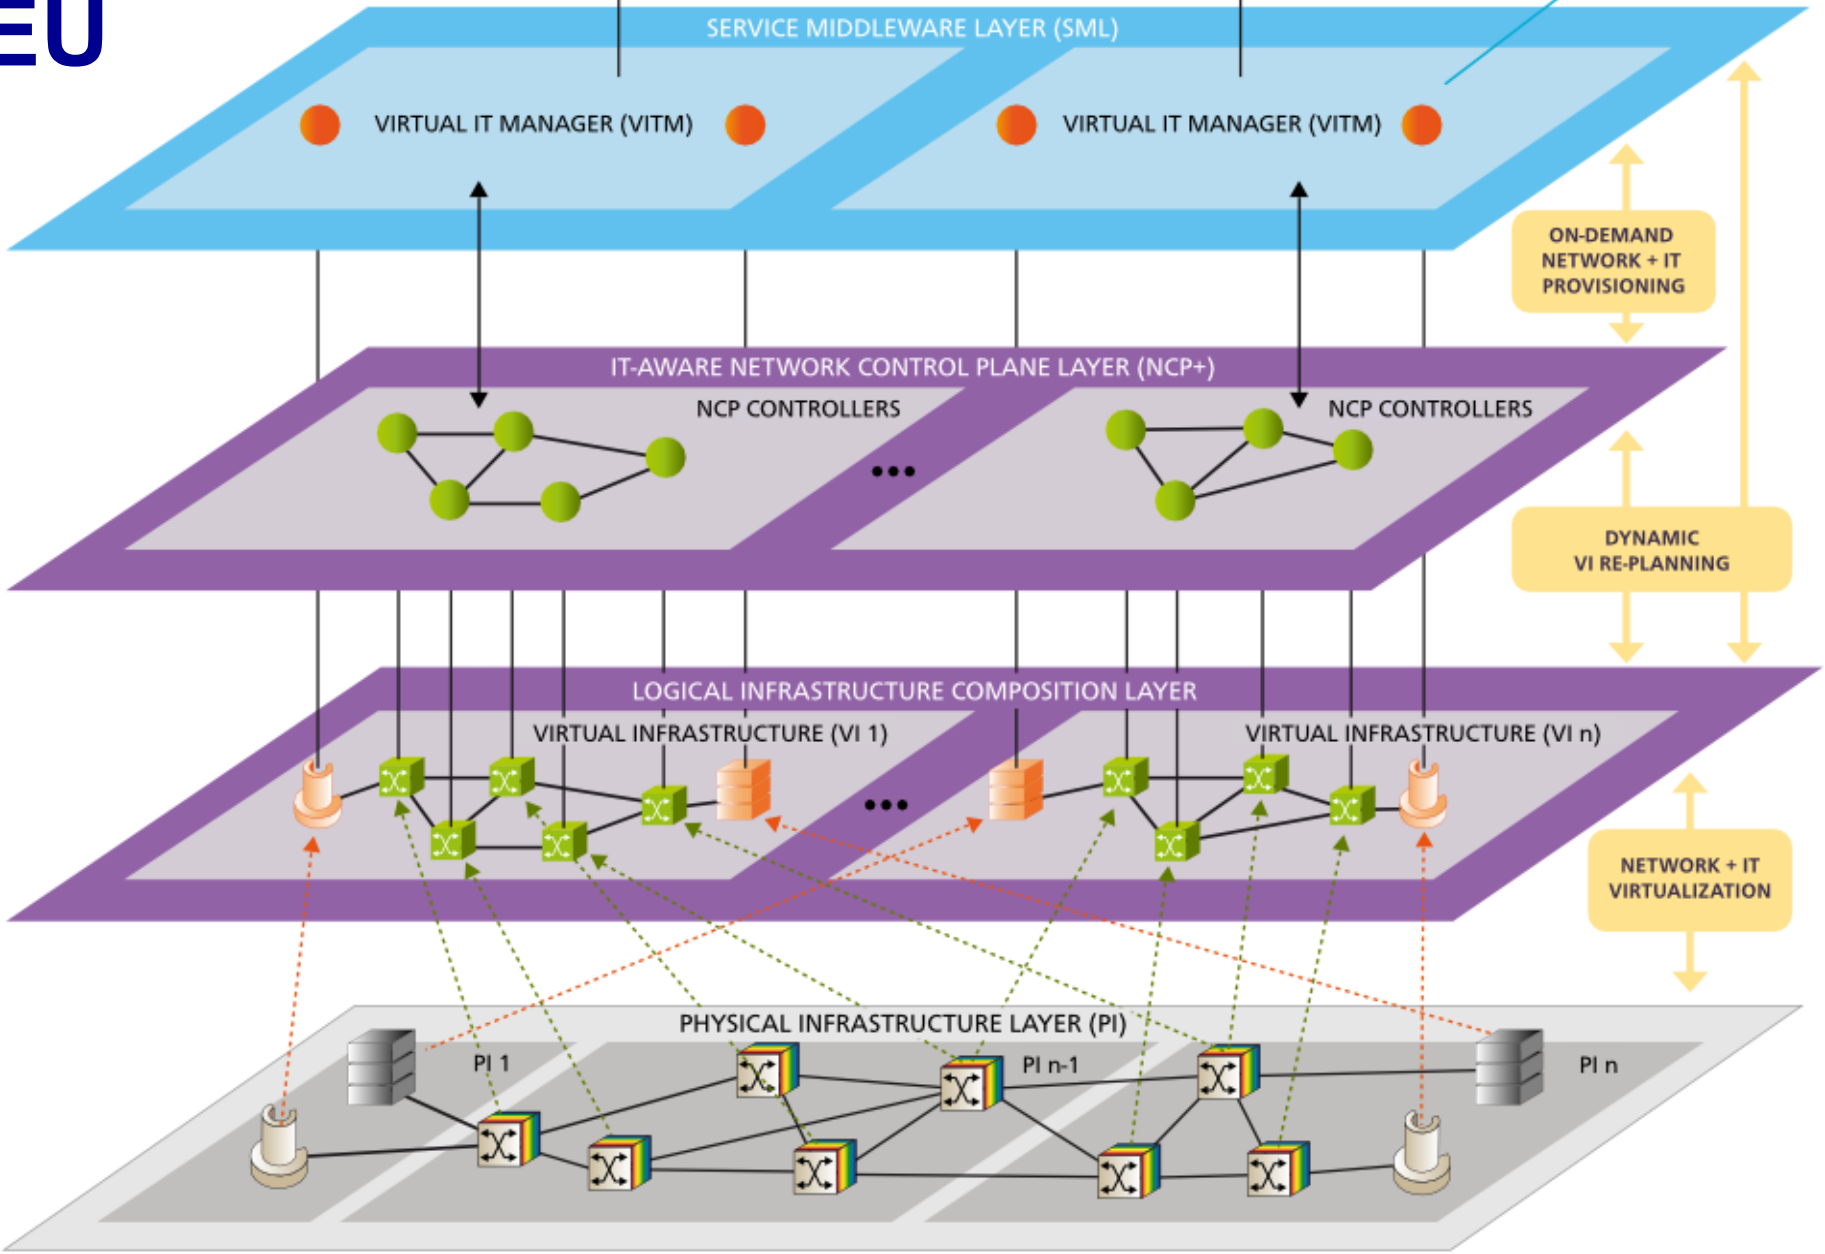 EU
SERVICE MIDDLEWARE LAYER (SML)
VIRTUAL IT MANAGER (VITM)
VIRTUAL IT MANAGER (VITM)
ON-DEMAND
NETWORK + IT
PROVISIONING
IT-AWARE NETWORK CONTROL PLANE LAYER (NCP+)
NCP CONTROLLERS
NCP CONTROLLERS
...
DYNAMIC
VI RE-PLANNING
LOGICAL INFRASTRUCTURE COMPOSITION LAYER
VIRTUAL INFRASTRUCTURE (VI 1)
VIRTUAL INFRASTRUCTURE (VI n)
...
NETWORK + IT
VIRTUALIZATION
PHYSICAL INFRASTRUCTURE LAYER (PI)
PI 1
PI n-1
PI n